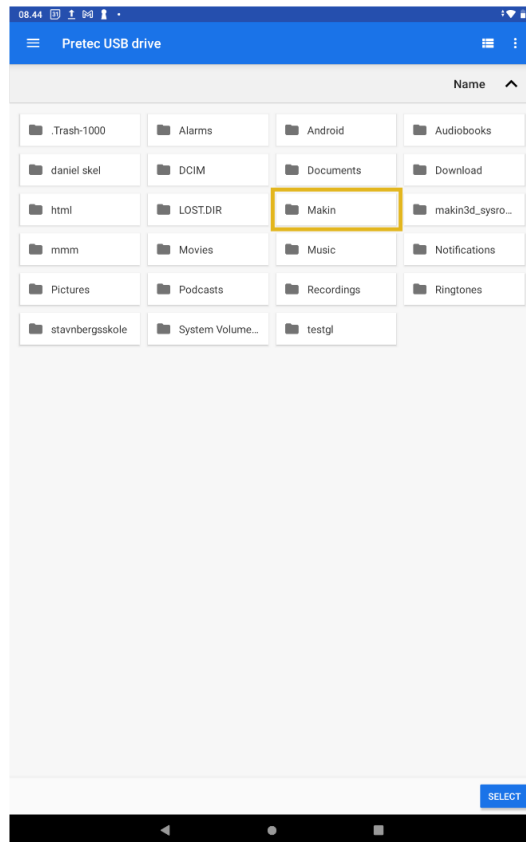 08.44 31
Pretec USB drive
Name
.Trash-1000 Alarms Android Audiobooks
daniel skel DCIM Documents Download
html LOST.DIR Makin makin3d_sysro...
mmm Movies Music Notifications
Pictures Podcasts Recordings Ringtones
stavnbergsskole System Volume... testgl
SELECT